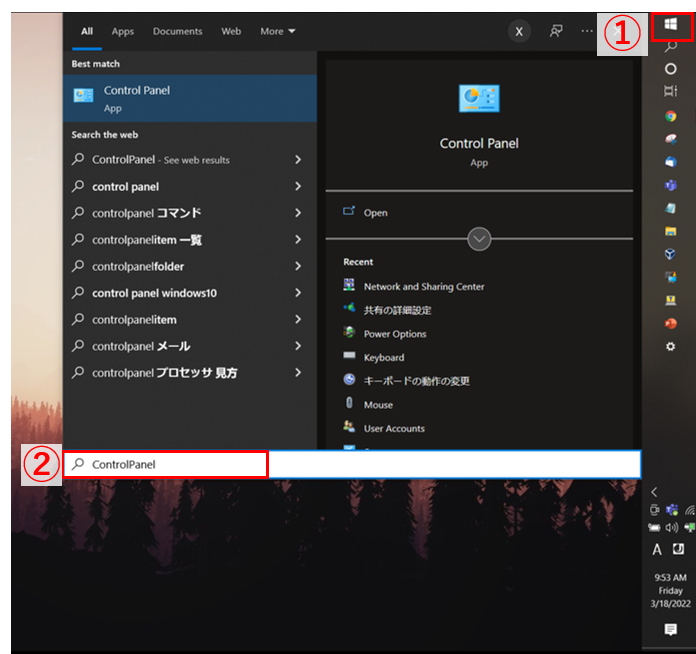 All Apps Documents Web More X ... ①
Best match
Control Panel
App
Search the web
ControlPanel - See web results
control panel
controlpanel コマンド
controlpanelitem 一覧
controlpanelfolder
control panel windows10
controlpanelitem
controlpanel メール
controlpanel プロセッサ 見方
Control Panel
App
Open
Recent
Network and Sharing Center
共有の詳細設定
Power Options
Keyboard
キーボードの動作の変更
Mouse
User Accounts
② ControlPanel
A
9:53 AM
Friday
3/18/2022